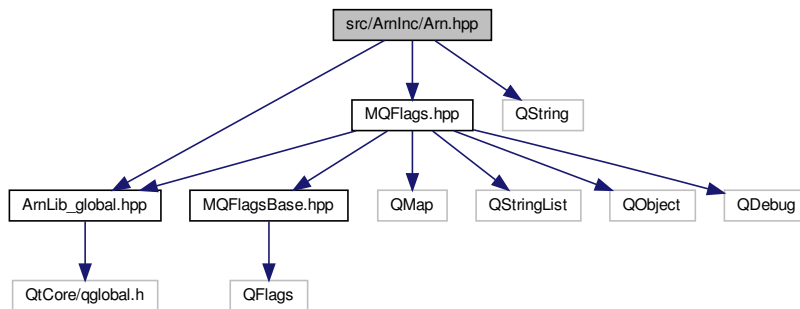 src/ArnInc/Arn.hpp
MQFlags.hpp
QString
ArnLib_global.hpp
MQFlagsBase.hpp
QMap
QStringList
QObject
QDebug
QtCore/qglobal.h
QFlags